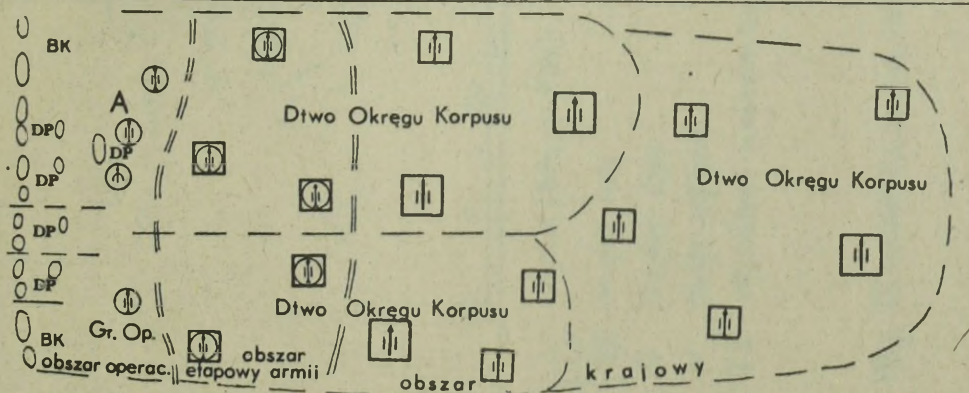 BK
A
Dtwo Okręgu Korpusu
DP
DP
DP
Dtwo Okręgu Korpusu
DP
DP
Dtwo Okręgu Korpusu
Gr. Op.
BK
obszar operac.
obszar
etapowy armii
obszar
krajowy